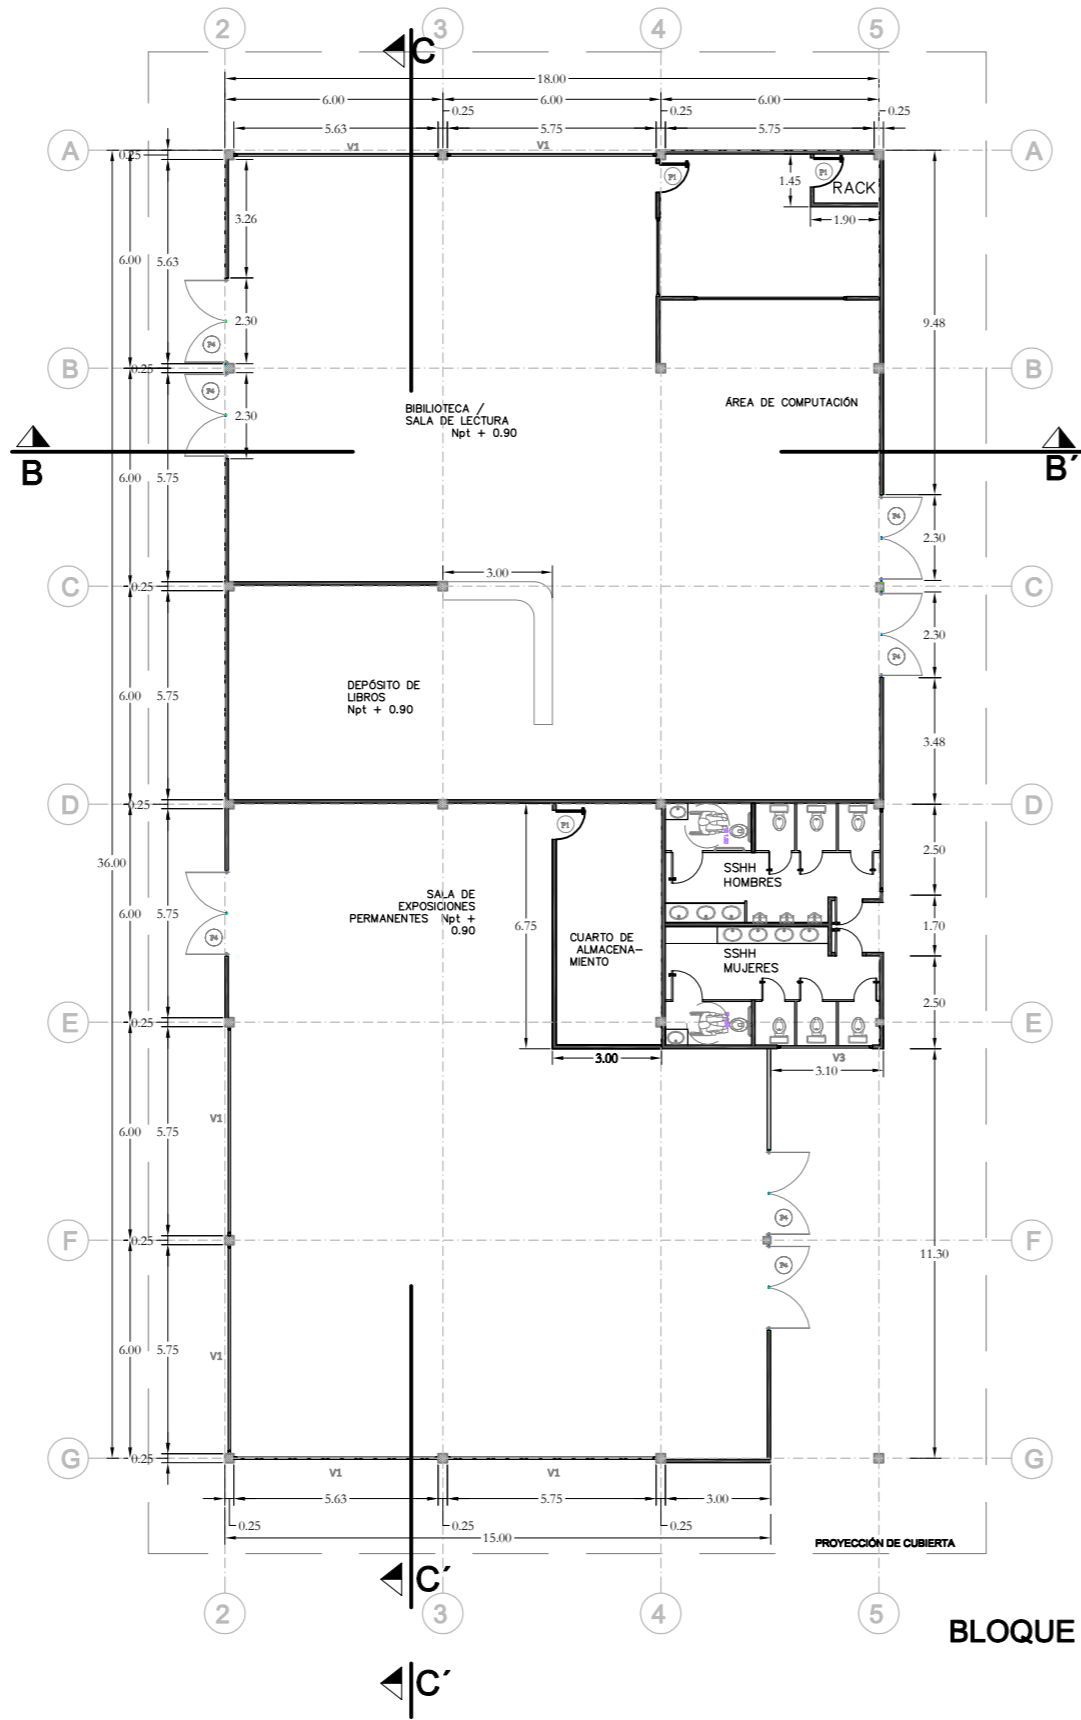 2
3
4
5
C
18.00
6.00
6.00
6.00
0.25
0.25
0.25
5.63
5.75
5.75
V1
V1
A
A
0.25
P1
P1
RACK
1.45
1.90
3.26
6.00
5.63
2.30
9.48
P4
B
B
0.25
P4
2.30
BIBILIOTECA /
SALA DE LECTURA
Npt + 0.90
ÁREA DE COMPUTACIÓN
B
B´
6.00
5.75
P4
2.30
C
C
0.25
3.00
2.30
P4
DEPÓSITO DE
LIBROS
Npt + 0.90
6.00
5.75
3.48
D
D
0.25
P1
36.00
2.50
SSHH
HOMBRES
SALA DE
EXPOSICIONES
PERMANENTES Npt +
0.90
6.00
5.75
6.75
P4
1.70
CUARTO DE
ALMACENA-
MIENTO
SSHH
MUJERES
2.50
E
E
0.25
3.00
V3
3.10
V1
6.00
5.75
P4
F
F
0.25
P4
11.30
V1
6.00
5.75
G
G
0.25
V1
V1
5.63
5.75
3.00
0.25
0.25
0.25
15.00
PROYECCIÓN DE CUBIERTA
C´
2
3
4
5
BLOQUE
C´